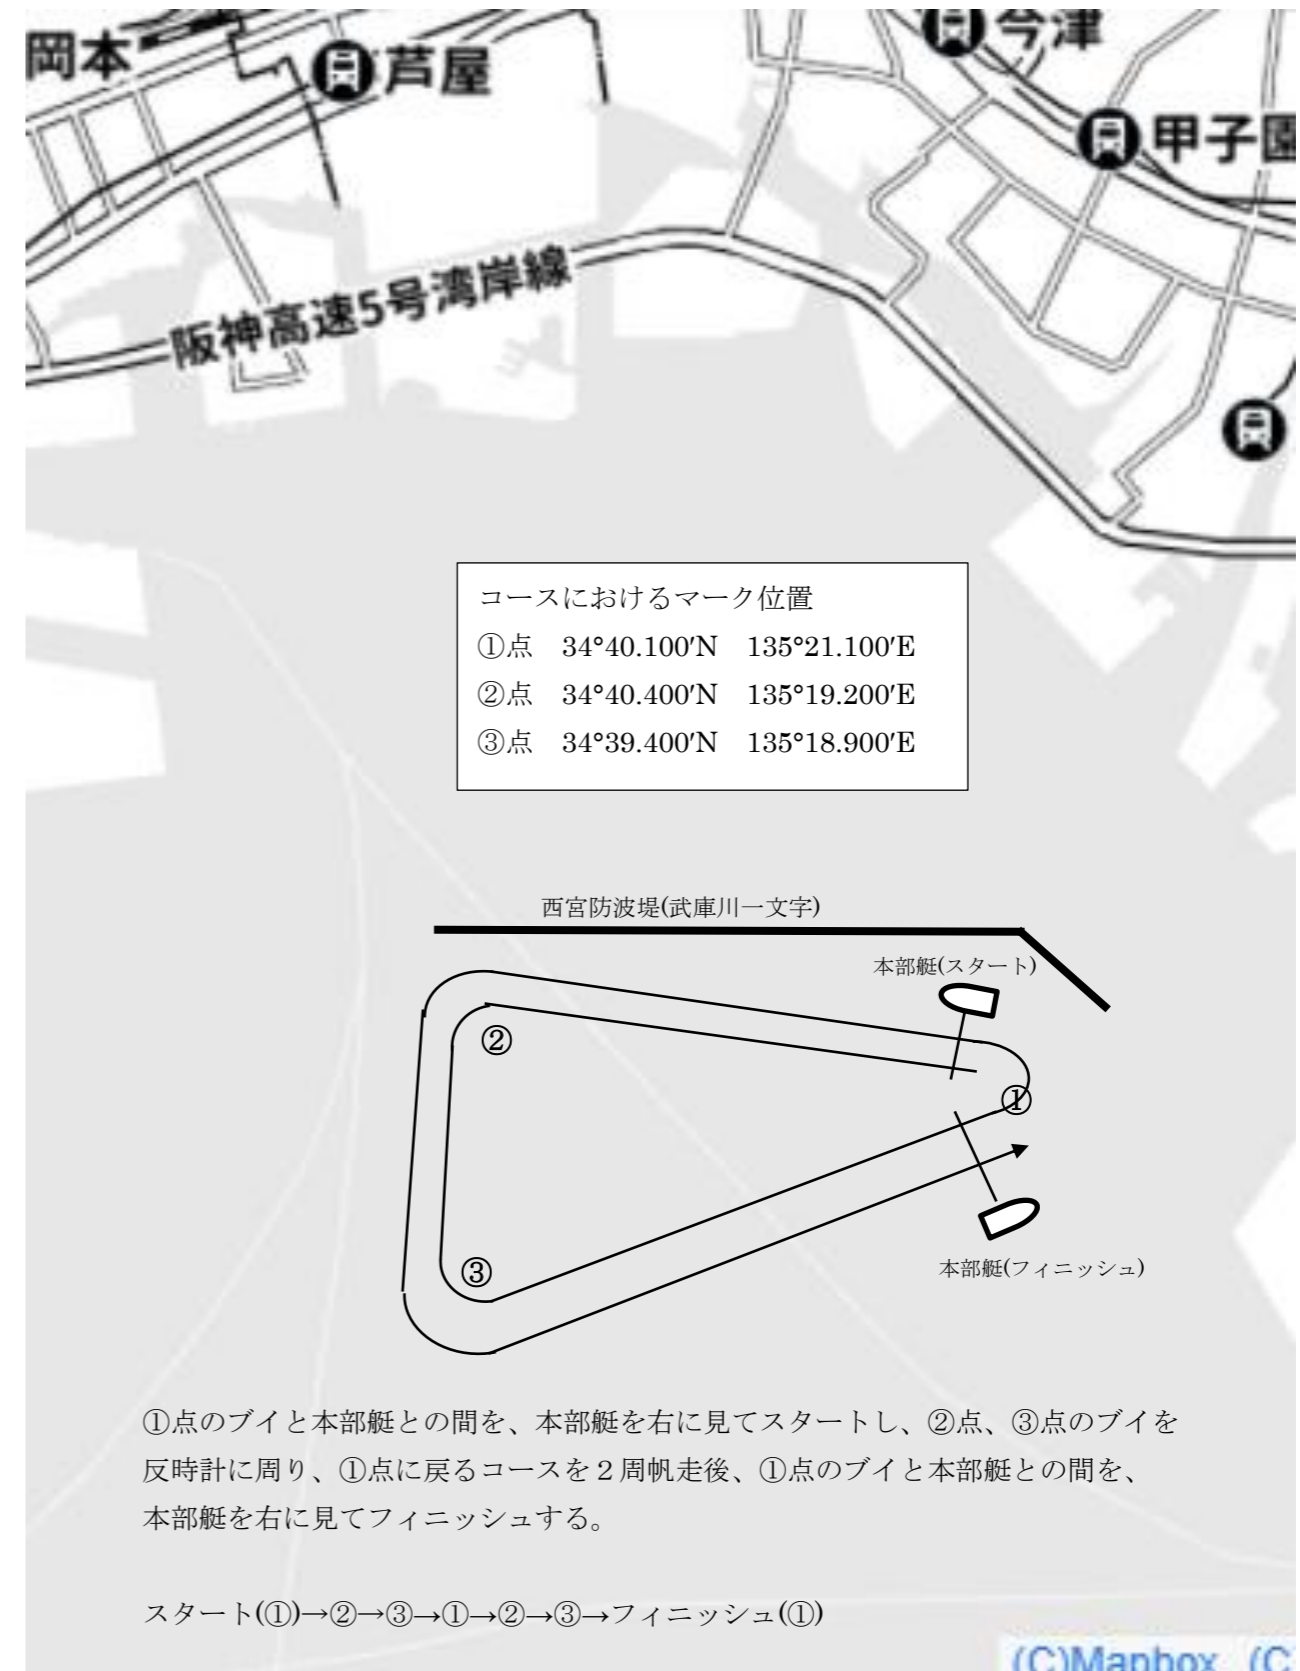 岡本
芦屋
今津
甲子園
阪神高速5号湾岸線
コースにおけるマーク位置
①点 34°40.100′N 135°21.100′E
②点 34°40.400′N 135°19.200′E
③点 34°39.400′N 135°18.900′E
西宮防波堤(武庫川一文字)
本部艇(スタート)
②
①
③
本部艇(フィニッシュ)
①点のブイと本部艇との間を、本部艇を右に見てスタートし、②点、③点のブイを
反時計に周り、①点に戻るコースを２周帆走後、①点のブイと本部艇との間を、
本部艇を右に見てフィニッシュする。
スタート(①)→②→③→①→②→③→フィニッシュ(①)
(C)Mapbox (C